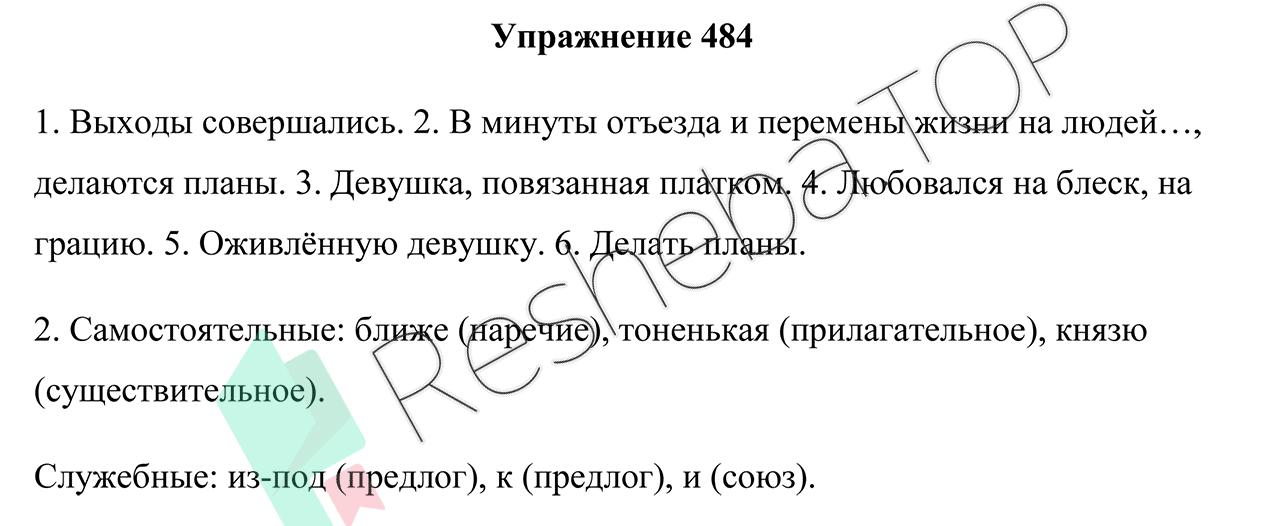 Упражнение 484
1. Выходы совершались. 2. В минуты отъезда и перемены жизни на людей…,
делаются планы. 3. Девушка, повязанная платком. 4. Любовался на блеск, на
грацию. 5. Оживлённую девушку. 6. Делать планы.
2. Самостоятельные: ближе (наречие), тоненькая (прилагательное), князю
(существительное).
Служебные: из-под (предлог), к (предлог), и (союз).
ReshebaTOP